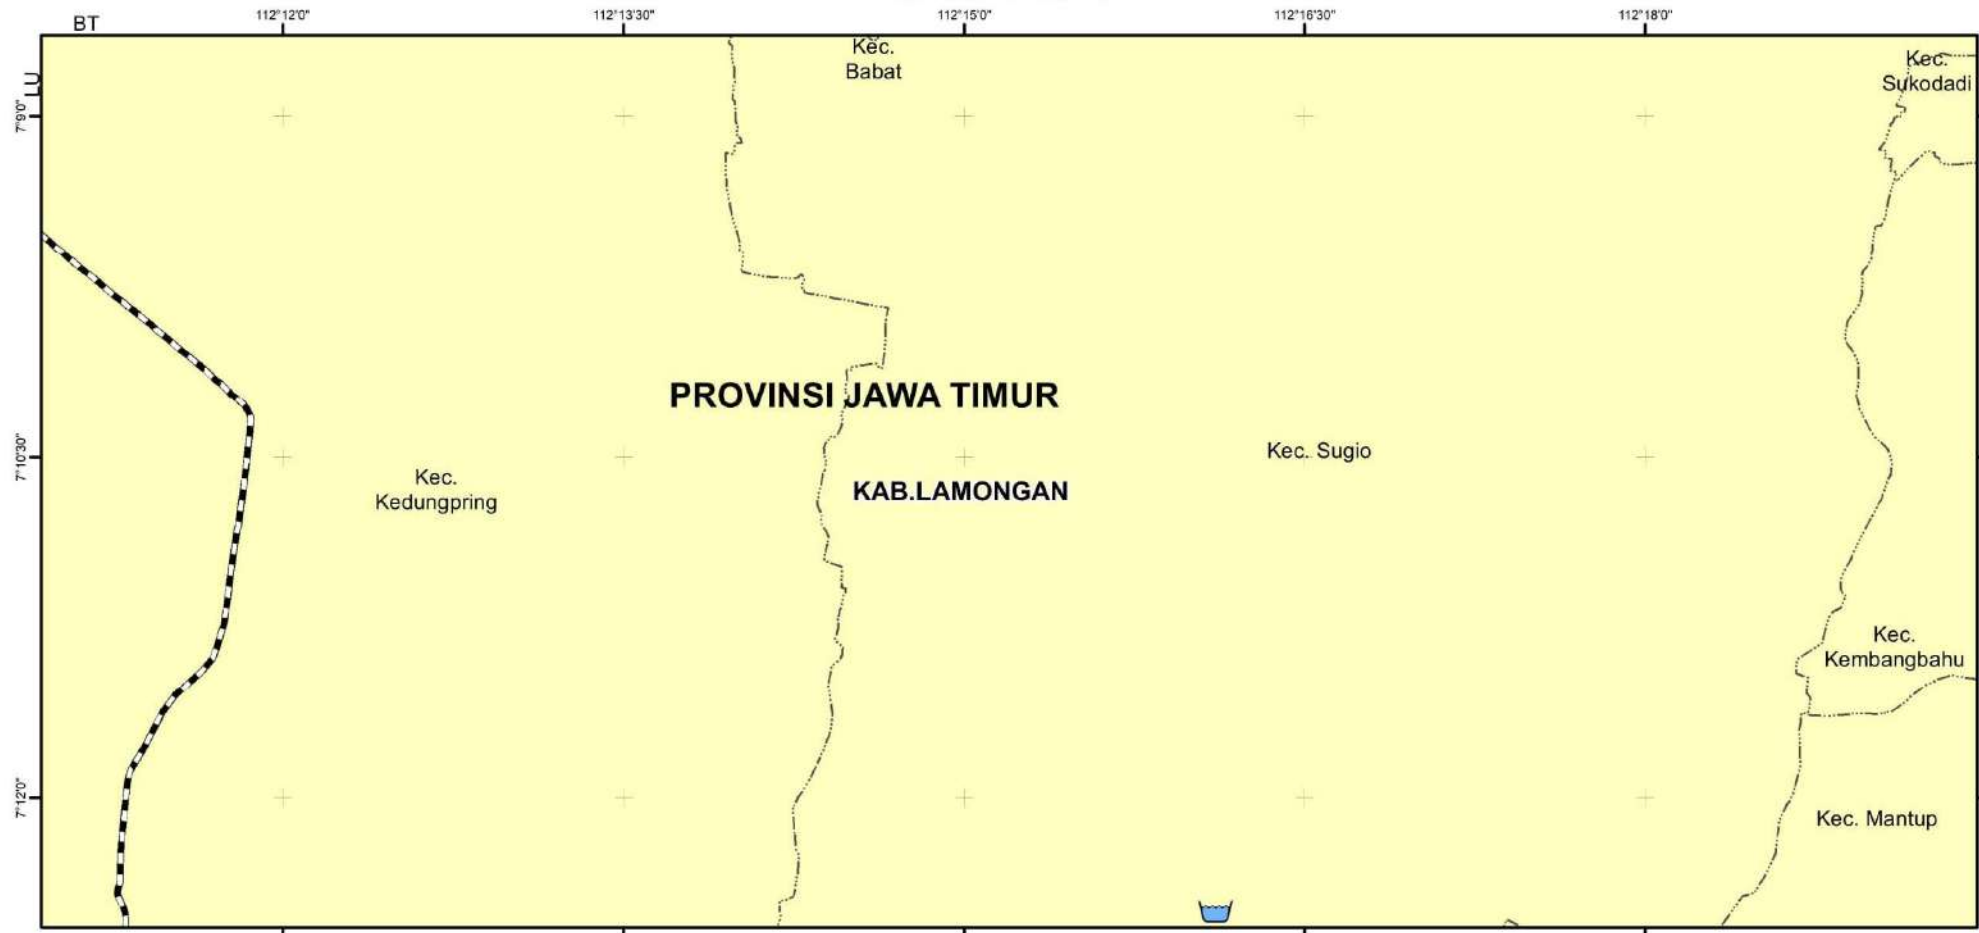 BT
112°12'0"
112°13'30"
112°15'0"
112°16'30"
112°18'0"
LU
7°9'0"
7°10'30"
7°12'0"
Kec.
Babat
Kec.
Sukodadi
PROVINSI JAWA TIMUR
Kec. Sugio
Kec.
Kedungpring
KAB.LAMONGAN
Kec.
Kembangbahu
Kec. Mantup